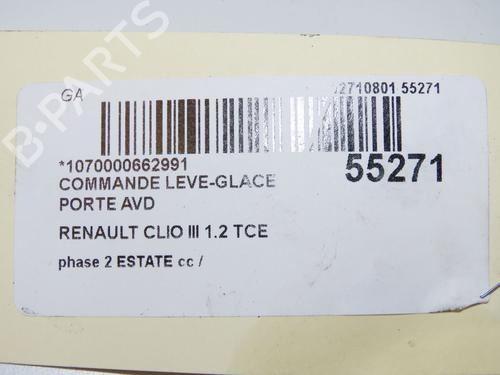 GA
2710801 55271
*1070000662991
55271
COMMANDE LEVE-GLACE
PORTE AVD
RENAULT CLIO III 1.2 TCE
phase 2 ESTATE cc /
B-PARTS